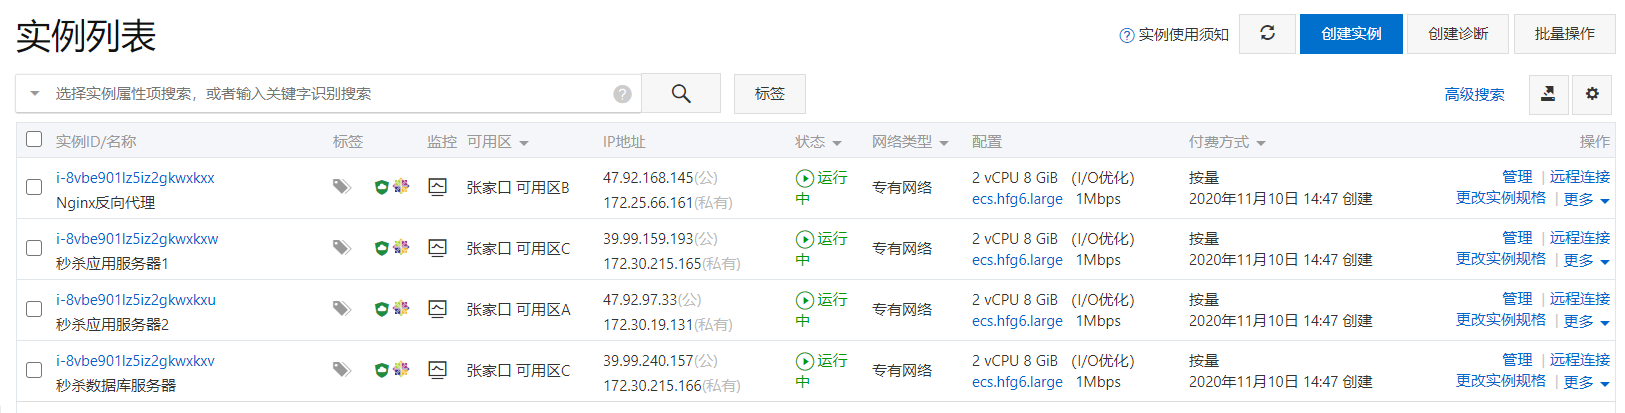 实例列表
实例使用须知
创建实例
创建诊断
批量操作
选择实例属性项搜索，或者输入关键字识别搜索
标签
高级搜索
实例ID/名称 标签 监控 可用区 IP地址 状态 网络类型 配置 付费方式 操作
i-8vbe901lz5iz2gkwxkxx
Nginx反向代理
张家口 可用区B
47.92.168.145(公)
172.25.66.161(私有)
运行
中
专有网络
2 vCPU 8 GiB (I/O优化)
ecs.hfg6.large 1Mbps
按量
2020年11月10日 14:47 创建
管理 | 远程连接
更改实例规格 | 更多
i-8vbe901lz5iz2gkwxkxw
秒杀应用服务器1
张家口 可用区C
39.99.159.193(公)
172.30.215.165(私有)
运行
中
专有网络
2 vCPU 8 GiB (I/O优化)
ecs.hfg6.large 1Mbps
按量
2020年11月10日 14:47 创建
管理 | 远程连接
更改实例规格 | 更多
i-8vbe901lz5iz2gkwxkxu
秒杀应用服务器2
张家口 可用区A
47.92.97.33(公)
172.30.19.131(私有)
运行
中
专有网络
2 vCPU 8 GiB (I/O优化)
ecs.hfg6.large 1Mbps
按量
2020年11月10日 14:47 创建
管理 | 远程连接
更改实例规格 | 更多
i-8vbe901lz5iz2gkwxkxv
秒杀数据库服务器
张家口 可用区C
39.99.240.157(公)
172.30.215.166(私有)
运行
中
专有网络
2 vCPU 8 GiB (I/O优化)
ecs.hfg6.large 1Mbps
按量
2020年11月10日 14:47 创建
管理 | 远程连接
更改实例规格 | 更多